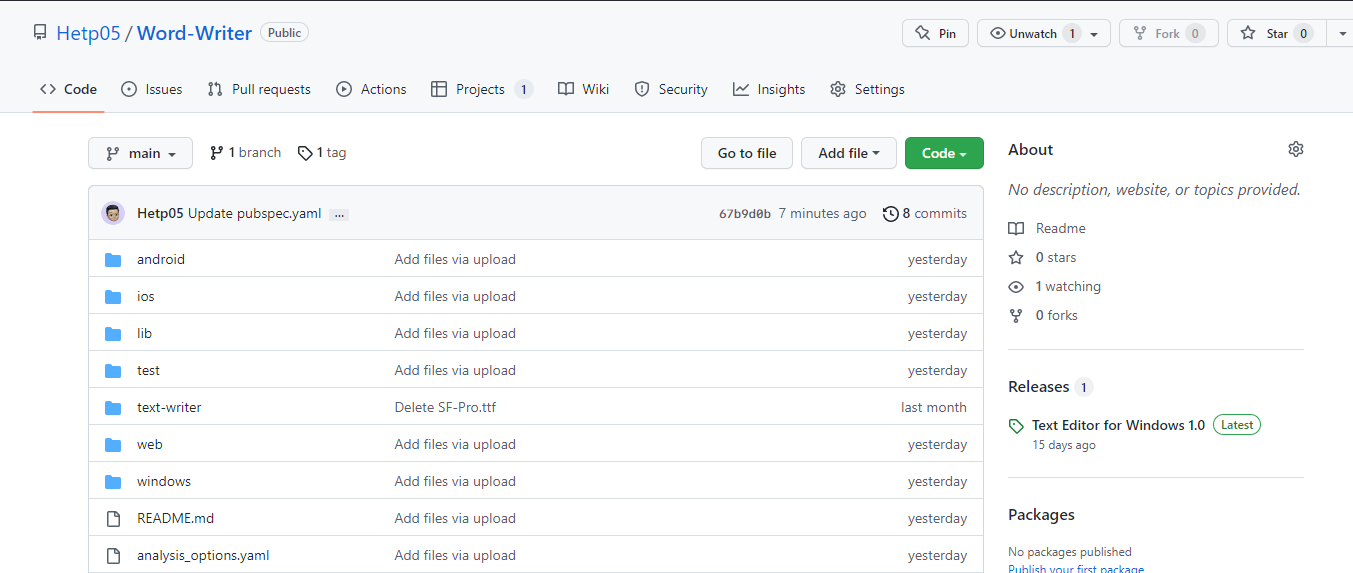 Hetp05 / Word-Writer Public
Pin Unwatch 1 Fork 0 Star 0
Code Issues Pull requests Actions Projects 1 Wiki Security Insights Settings
main 1 branch 1 tag Go to file Add file Code
Hetp05 Update pubspec.yaml ... 67b9d0b 7 minutes ago 8 commits
android Add files via upload yesterday
ios Add files via upload yesterday
lib Add files via upload yesterday
test Add files via upload yesterday
text-writer Delete SF-Pro.ttf last month
web Add files via upload yesterday
windows Add files via upload yesterday
README.md Add files via upload yesterday
analysis_options.yaml Add files via upload yesterday
About
No description, website, or topics provided.
Readme
0 stars
1 watching
0 forks
Releases 1
Text Editor for Windows 1.0 Latest
15 days ago
Packages
No packages published
Publish your first package